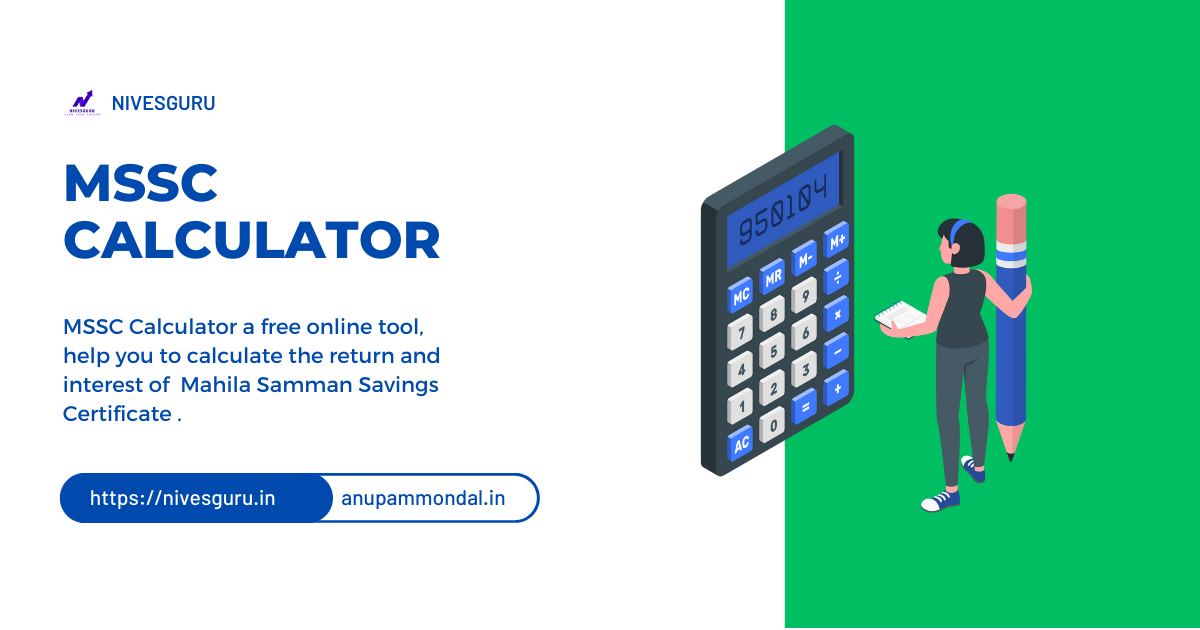 NIVESGURU
NIVESGURU
MSSC
CALCULATOR
MSSC Calculator a free online tool,
help you to calculate the return and
interest of  Mahila Samman Savings
Certificate .
https://nivesguru.in
anupammondal.in
950104
MC MR M- M+
7 8 9 ÷
4 5 6 x
1 2 3 −
AC 0 = +